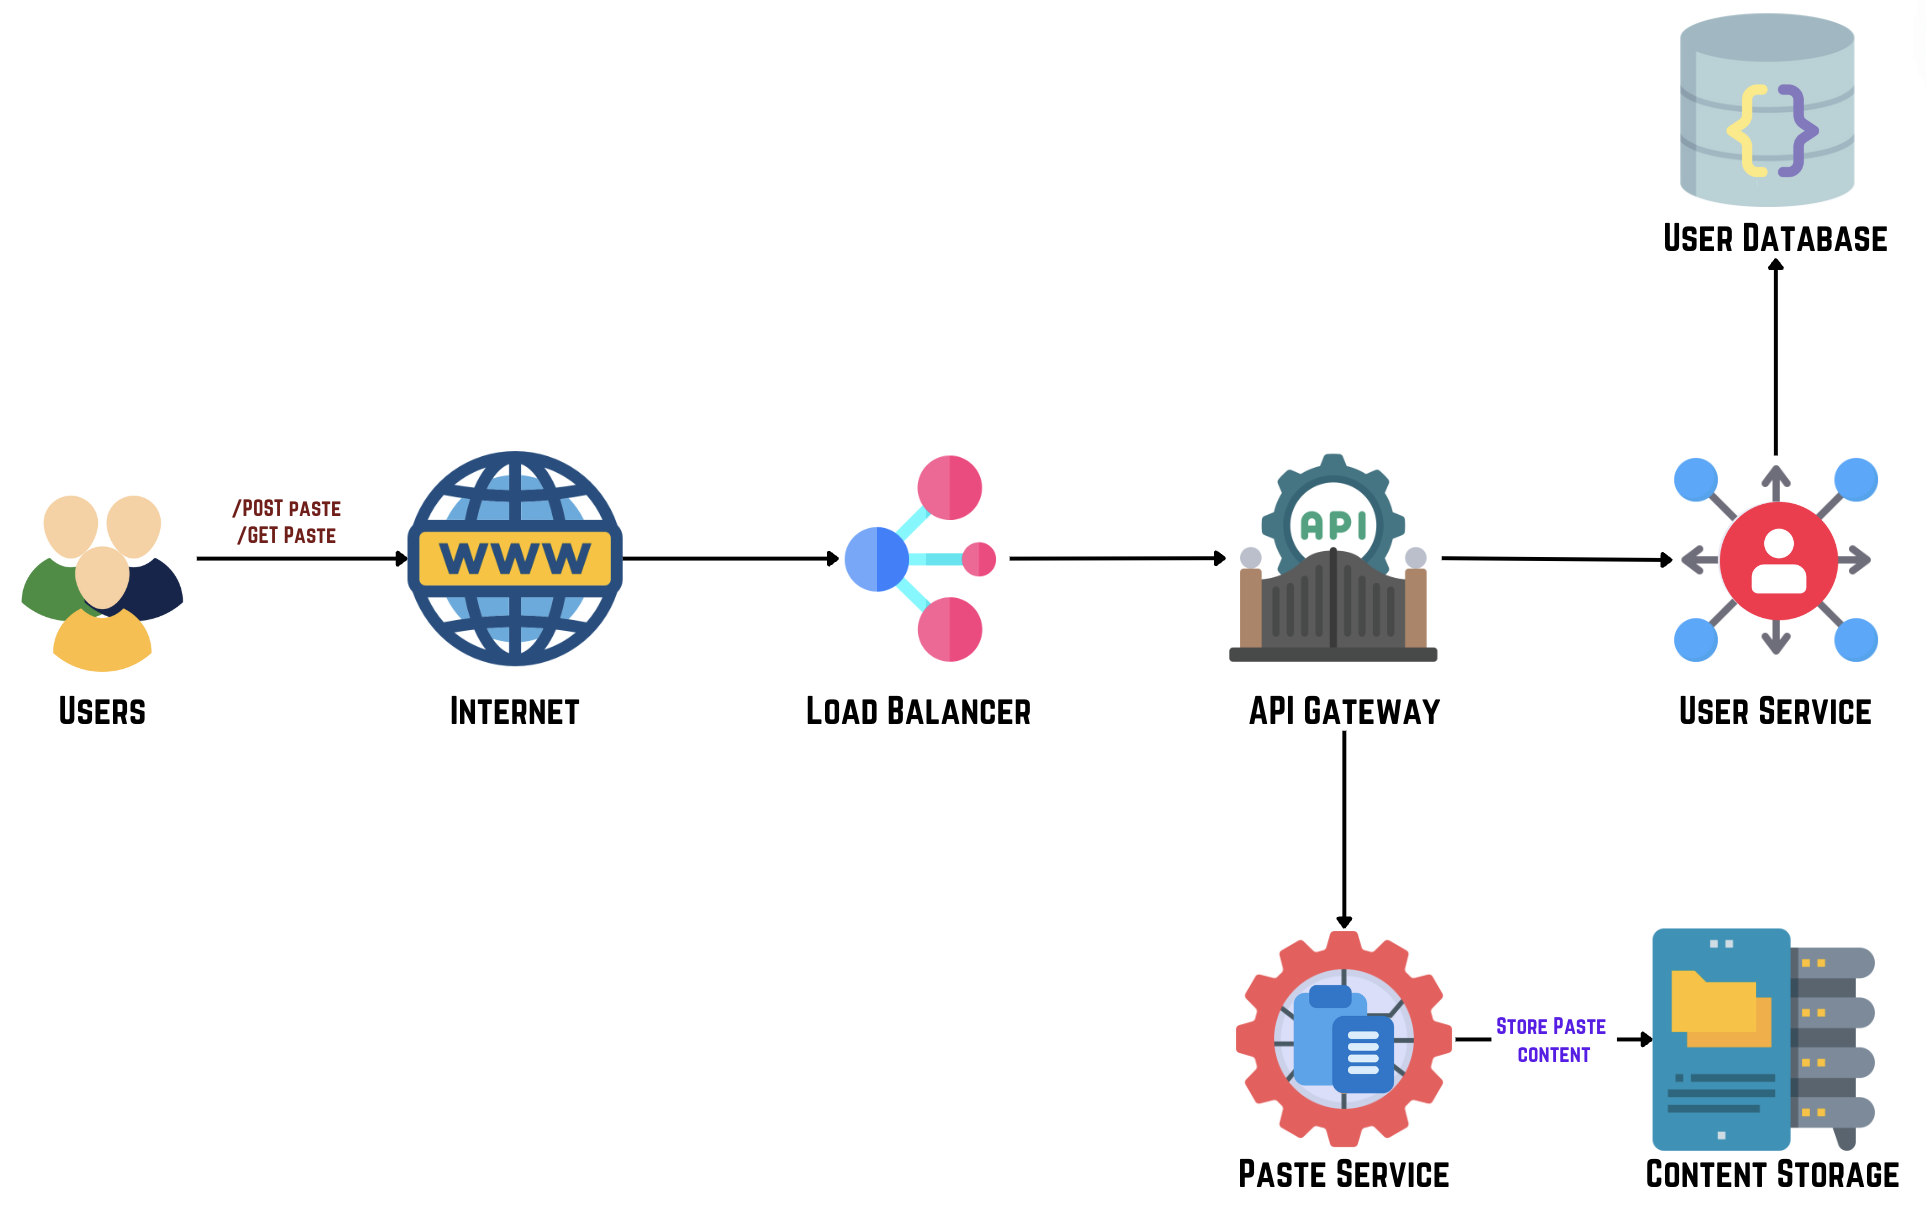 User Database
/POST paste
/GET Paste
WWW
API
Users
Internet
Load Balancer
API Gateway
User Service
Store Paste
content
Paste Service
Content Storage